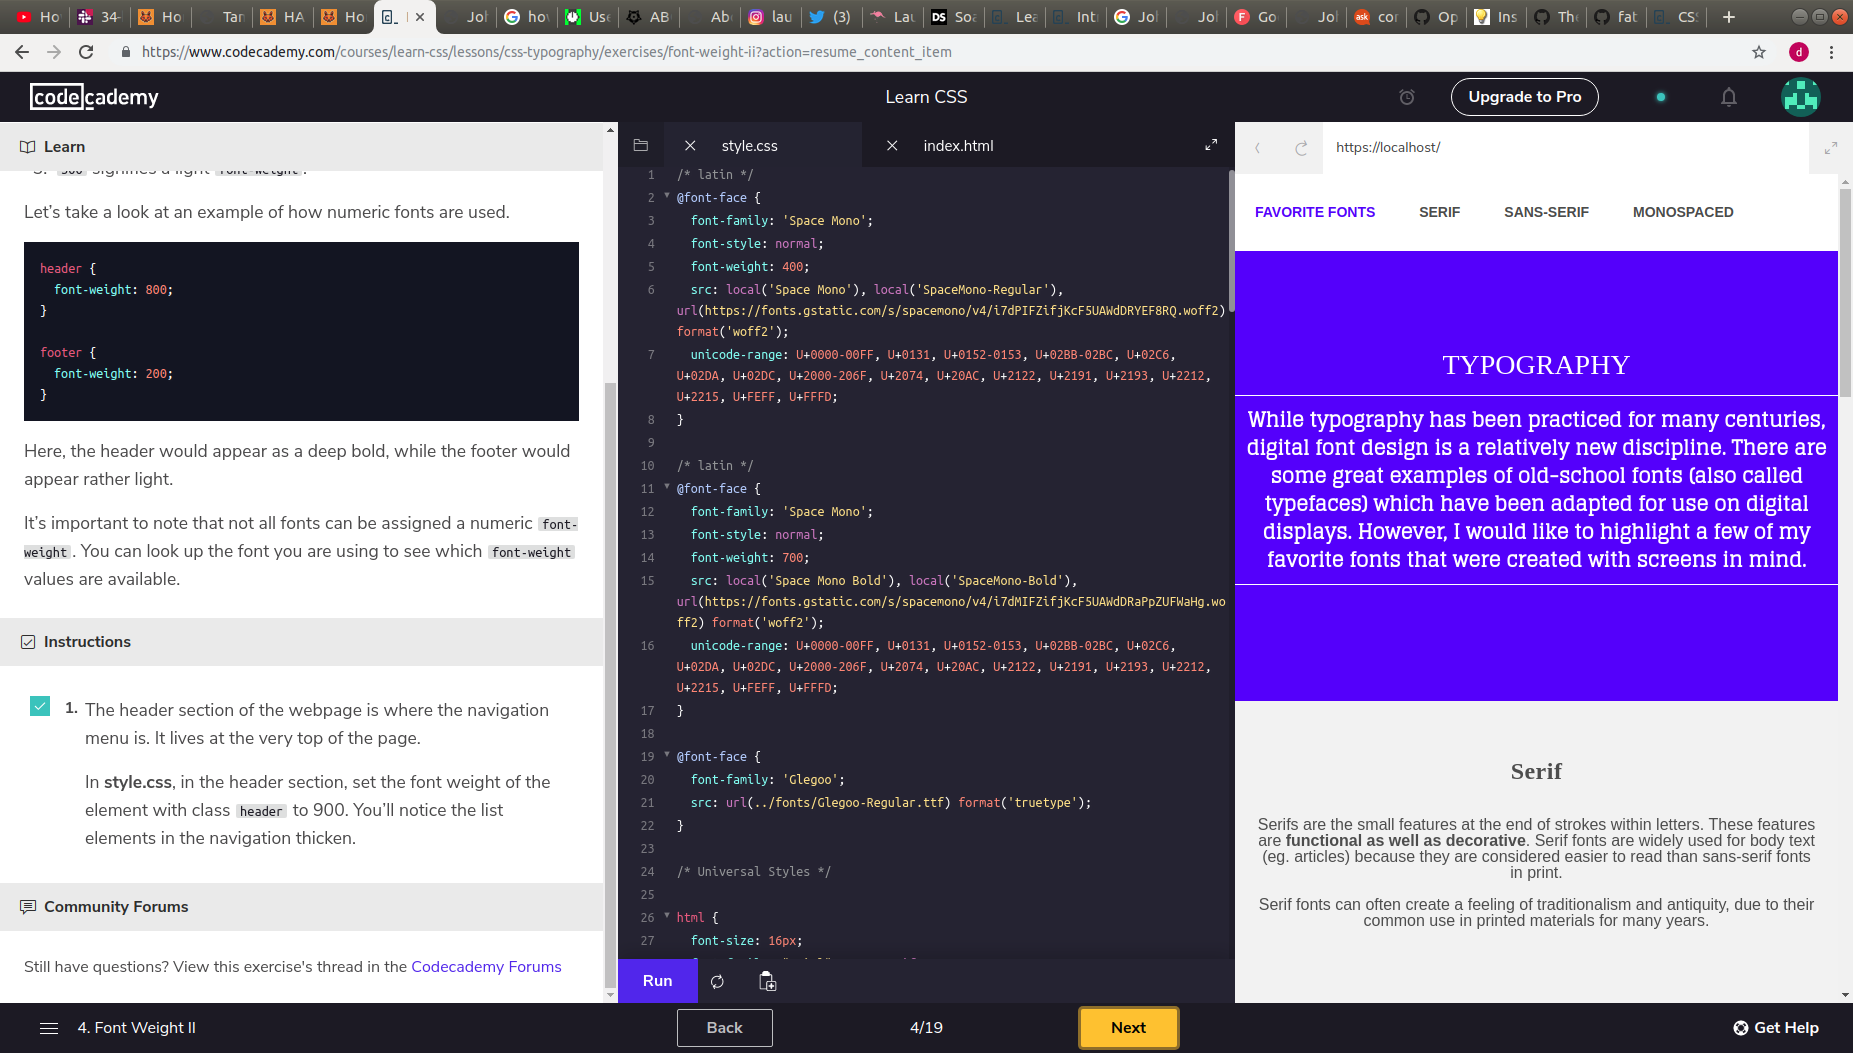 Ho
34-
Ho
Tar
HA
Ho
Joh
how
Use
AB
Abo
lau
(3)
Lau
Soa
Lea
Intr
Joh
Joh
Go
Joh
con
Op
Ins
The
fat
CSS
https://www.codecademy.com/courses/learn-css/lessons/css-typography/exercises/font-weight-ii?action=resume_content_item
d
codecademy
Learn CSS
Upgrade to Pro
Learn
3. 300 signifies a light font-weight.
Let's take a look at an example of how numeric fonts are used.
header {
font-weight: 800;
}
footer {
font-weight: 200;
}
Here, the header would appear as a deep bold, while the footer would
appear rather light.
It's important to note that not all fonts can be assigned a numeric font-
weight. You can look up the font you are using to see which font-weight
values are available.
Instructions
1. The header section of the webpage is where the navigation
menu is. It lives at the very top of the page.
In style.css, in the header section, set the font weight of the
element with class header to 900. You'll notice the list
elements in the navigation thicken.
Community Forums
Still have questions? View this exercise's thread in the Codecademy Forums
style.css
index.html
1 /* latin */
2 @font-face {
3 font-family: 'Space Mono';
4 font-style: normal;
5 font-weight: 400;
6 src: local('Space Mono'), local('SpaceMono-Regular'),
url(https://fonts.gstatic.com/s/spacemono/v4/i7dPIFZifjKcF5UAWdDRYEF8RQ.woff2)
format('woff2');
7 unicode-range: U+0000-00FF, U+0131, U+0152-0153, U+02BB-02BC, U+02C6,
U+02DA, U+02DC, U+2000-206F, U+2074, U+20AC, U+2122, U+2191, U+2193, U+2212,
U+2215, U+FEFF, U+FFFD;
8 }
9
10 /* latin */
11 @font-face {
12 font-family: 'Space Mono';
13 font-style: normal;
14 font-weight: 700;
15 src: local('Space Mono Bold'), local('SpaceMono-Bold'),
url(https://fonts.gstatic.com/s/spacemono/v4/i7dMIFZifjKcF5UAWdDRaPpZUFWaHg.wo
ff2) format('woff2');
16 unicode-range: U+0000-00FF, U+0131, U+0152-0153, U+02BB-02BC, U+02C6,
U+02DA, U+02DC, U+2000-206F, U+2074, U+20AC, U+2122, U+2191, U+2193, U+2212,
U+2215, U+FEFF, U+FFFD;
17 }
18
19 @font-face {
20 font-family: 'Glegoo';
21 src: url(../fonts/Glegoo-Regular.ttf) format('truetype');
22 }
23
24 /* Universal Styles */
25
26 html {
27 font-size: 16px;
Run
https://localhost/
FAVORITE FONTS
SERIF
SANS-SERIF
MONOSPACED
TYPOGRAPHY
While typography has been practiced for many centuries,
digital font design is a relatively new discipline. There are
some great examples of old-school fonts (also called
typefaces) which have been adapted for use on digital
displays. However, I would like to highlight a few of my
favorite fonts that were created with screens in mind.
Serif
Serifs are the small features at the end of strokes within letters. These features
are functional as well as decorative. Serif fonts are widely used for body text
(eg. articles) because they are considered easier to read than sans-serif fonts
in print.
Serif fonts can often create a feeling of traditionalism and antiquity, due to their
common use in printed materials for many years.
4. Font Weight II
Back
4/19
Next
Get Help